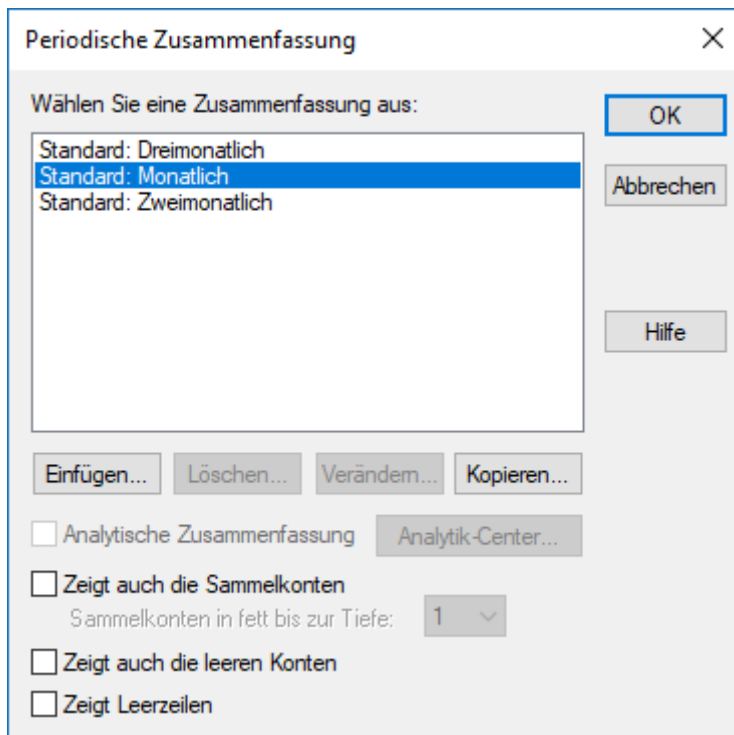 Periodische Zusammenfassung
Wählen Sie eine Zusammenfassung aus:
Standard: Dreimonatlich
Standard: Monatlich
Standard: Zweimonatlich
OK
Abbrechen
Hilfe
Einfügen... Löschen... Verändern... Kopieren...
Analytische Zusammenfassung Analytik-Center...
Zeigt auch die Sammelkonten
Sammelkonten in fett bis zur Tiefe: 1
Zeigt auch die leeren Konten
Zeigt Leerzeilen